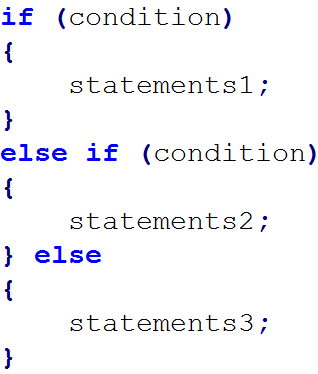 if (condition)
{
    statements1;
}
else if (condition)
{
    statements2;
} else
{
    statements3;
}